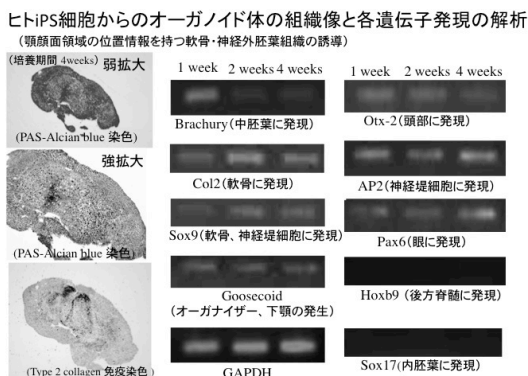 ヒトiPS細胞からのオーガノイド体の組織像と各遺伝子発現の解析
(顎顔面領域の位置情報を持つ軟骨・神経外胚葉組織の誘導)
(培養期間 4weeks)
弱拡大
(PAS-Alcian blue 染色)
強拡大
(PAS-Alcian blue 染色)
(Type 2 collagen 免疫染色)
1 week 2 weeks 4 weeks
Brachury(中胚葉に発現)
Col2(軟骨に発現)
Sox9(軟骨、神経堤細胞に発現)
Goosecoid
(オーガナイザー、下顎の発生)
GAPDH
1 week 2 weeks 4 weeks
Otx-2(頭部に発現)
AP2(神経堤細胞に発現)
Pax6(眼に発現)
Hoxb9 (後方脊髄に発現)
Sox17(内胚葉に発現)